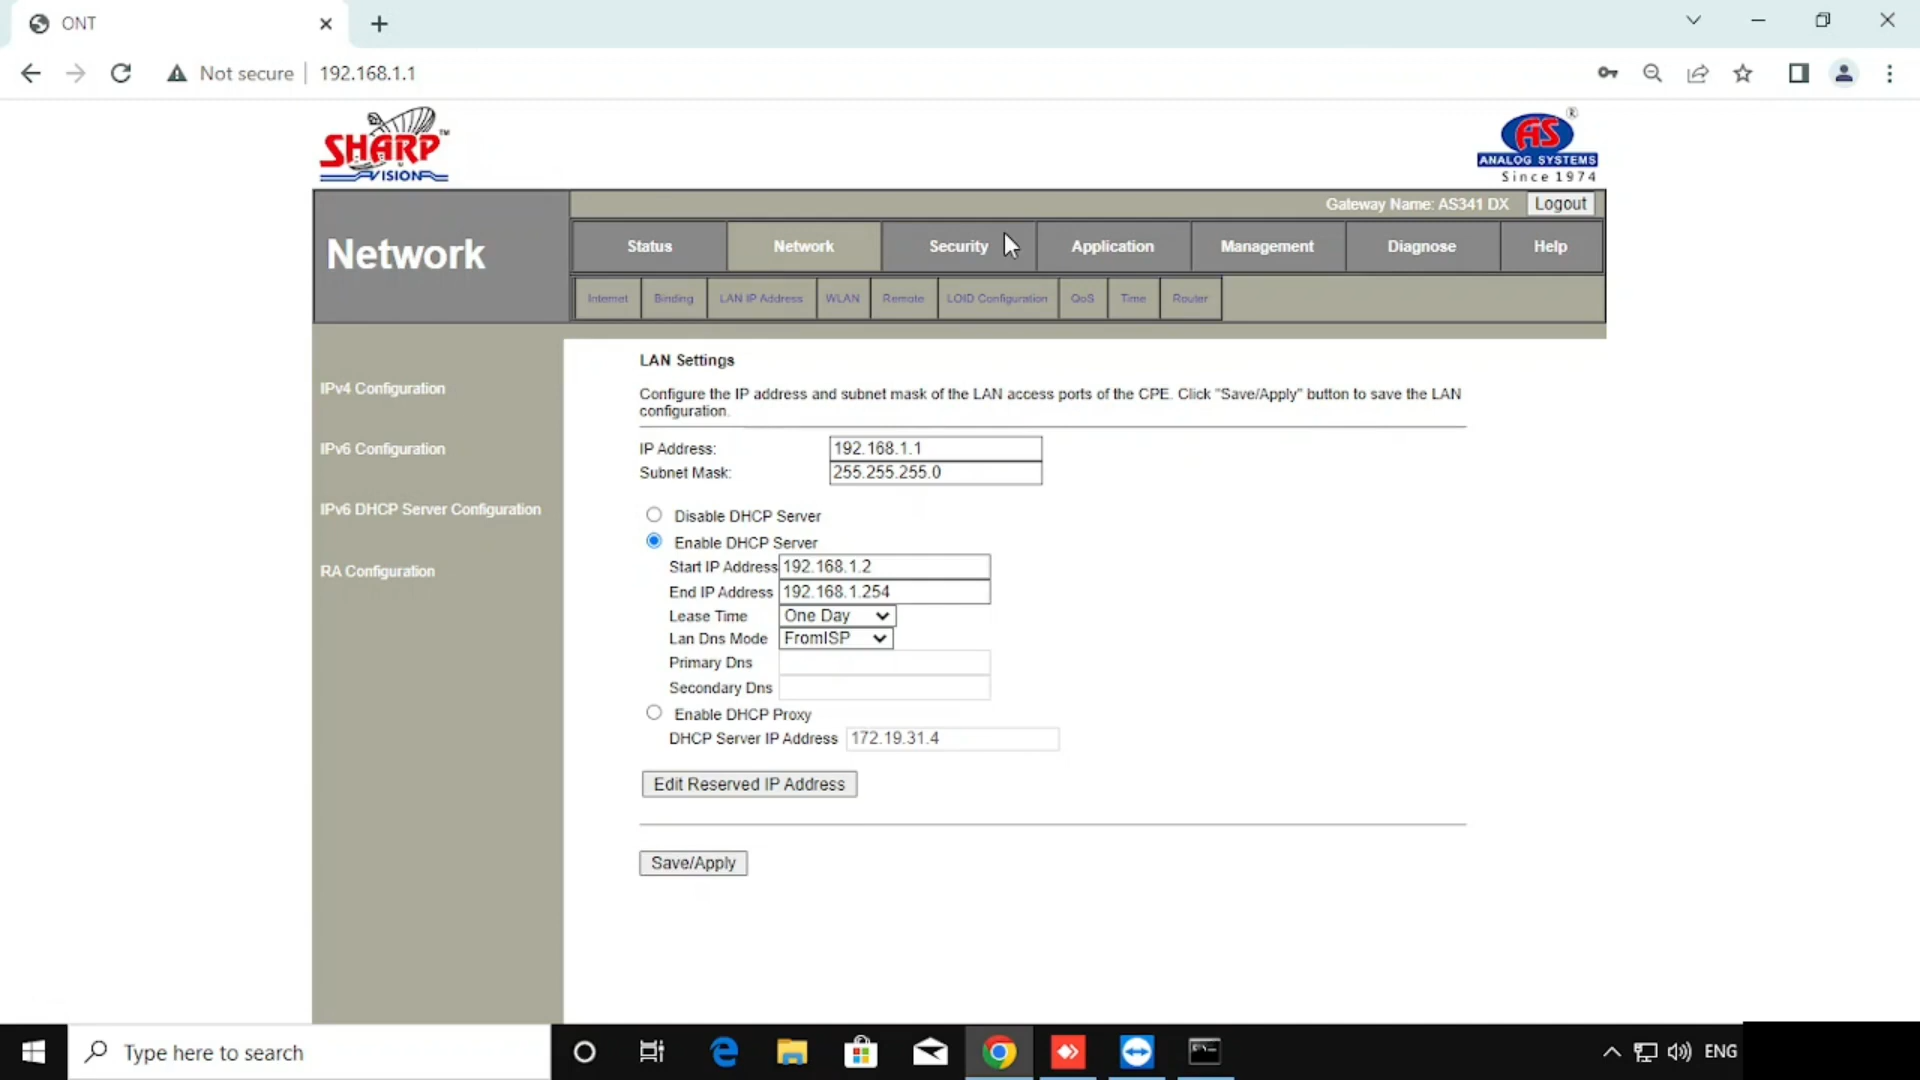 ONT
Not secure 192.168.1.1
SHARP™
VISION
AS®
ANALOG SYSTEMS
Since 1974
Gateway Name: AS341 DX Logout
Network
Status Network Security Application Management Diagnose Help
Internet Binding LAN IP Address WLAN Remote LOID Configuration QoS Time Router
IPv4 Configuration
IPv6 Configuration
IPv6 DHCP Server Configuration
RA Configuration
LAN Settings
Configure the IP address and subnet mask of the LAN access ports of the CPE. Click "Save/Apply" button to save the LAN
configuration.
IP Address: 192.168.1.1
Subnet Mask: 255.255.255.0
Disable DHCP Server
Enable DHCP Server
Start IP Address 192.168.1.2
End IP Address 192.168.1.254
Lease Time One Day
Lan Dns Mode FromISP
Primary Dns
Secondary Dns
Enable DHCP Proxy
DHCP Server IP Address 172.19.31.4
Edit Reserved IP Address
Save/Apply
Type here to search
ENG